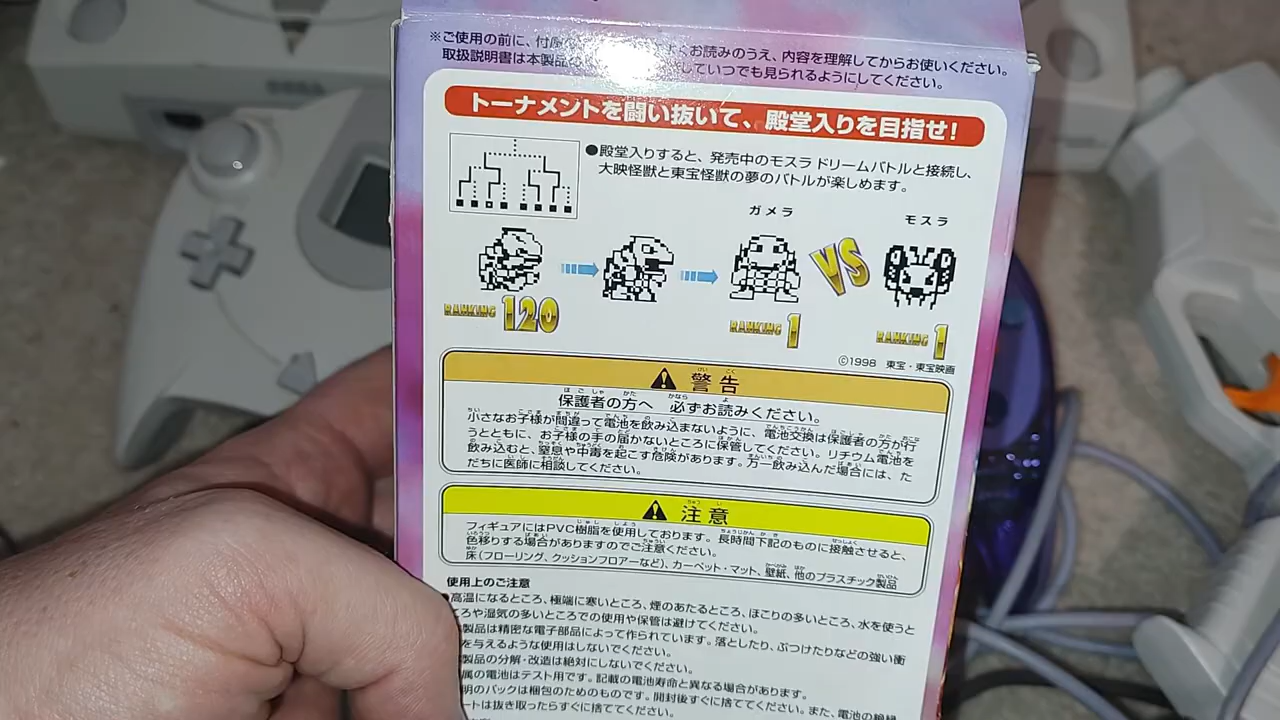 ※ご使用の前に、付属の お読みのうえ、内容を理解してからお使いください。
取扱説明書は本製品の していつでも見られるようにしてください。
トーナメントを闘い抜いて、殿堂入りを目指せ！
●殿堂入りすると、発売中のモスラ ドリームバトルと接続し、
大映怪獣と東宝怪獣の夢のバトルが楽しめます。
ガメラ
モスラ
VS
RANKING 120
RANKING 1
RANKING 1
©1998 東宝・東宝映画
警告
保護者の方へ 必ずお読みください。
小さなお子様が間違って電池を飲み込まないように、電池交換は保護者の方が行
うとともに、お子様の手の届かないところに保管してください。リチウム電池を
飲み込むと、窒息や中毒を起こす危険があります。万一飲み込んだ場合には、た
だちに医師に相談してください。
注意
フィギュアにはPVC樹脂を使用しております。長時間下記のものに接触させると、
色移りする場合がありますのでご注意ください。
床（フローリング、クッションフロアーなど）、カーペット・マット、壁紙、他のプラスチック製品
使用上のご注意
高温になるところ、極端に寒いところ、煙のあたるところ、ほこりの多いところ、水を使うと
ころや湿気の多いところでの使用や保管は避けてください。
製品は精密な電子部品によって作られています。落としたり、ぶつけたりなどの強い衝
を与えるような使用はしないでください。
製品の分解・改造は絶対にしないでください。
属の電池はテスト用です。記載の電池寿命と異なる場合があります。
明のパックは梱包のためのものです。開封後すぐに捨ててください。また、電池の絶縁
ートは抜き取ったらすぐに捨ててください。